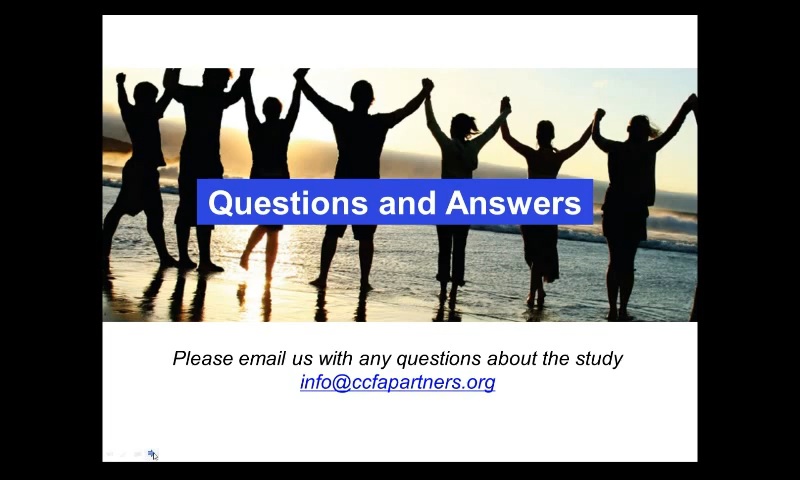 Questions and Answers
Please email us with any questions about the study
info@ccfapartners.org